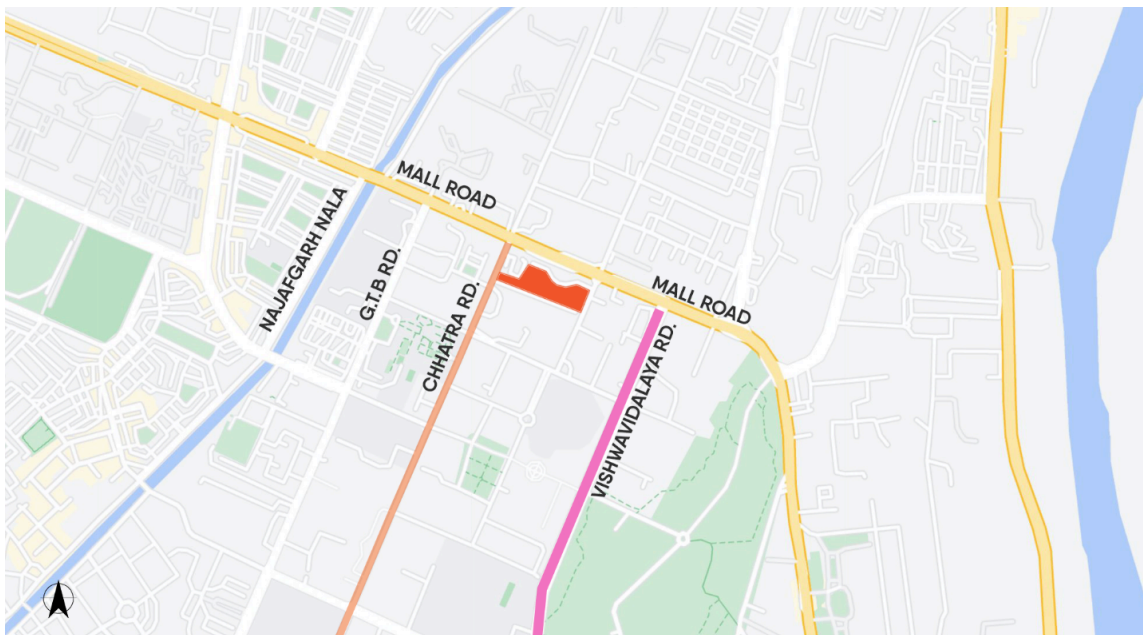 MALL ROAD
NAJAFGARH NALA
G.T.B RD.
CHHATRA RD.
MALL ROAD
VISHWAVIDALAYA RD.